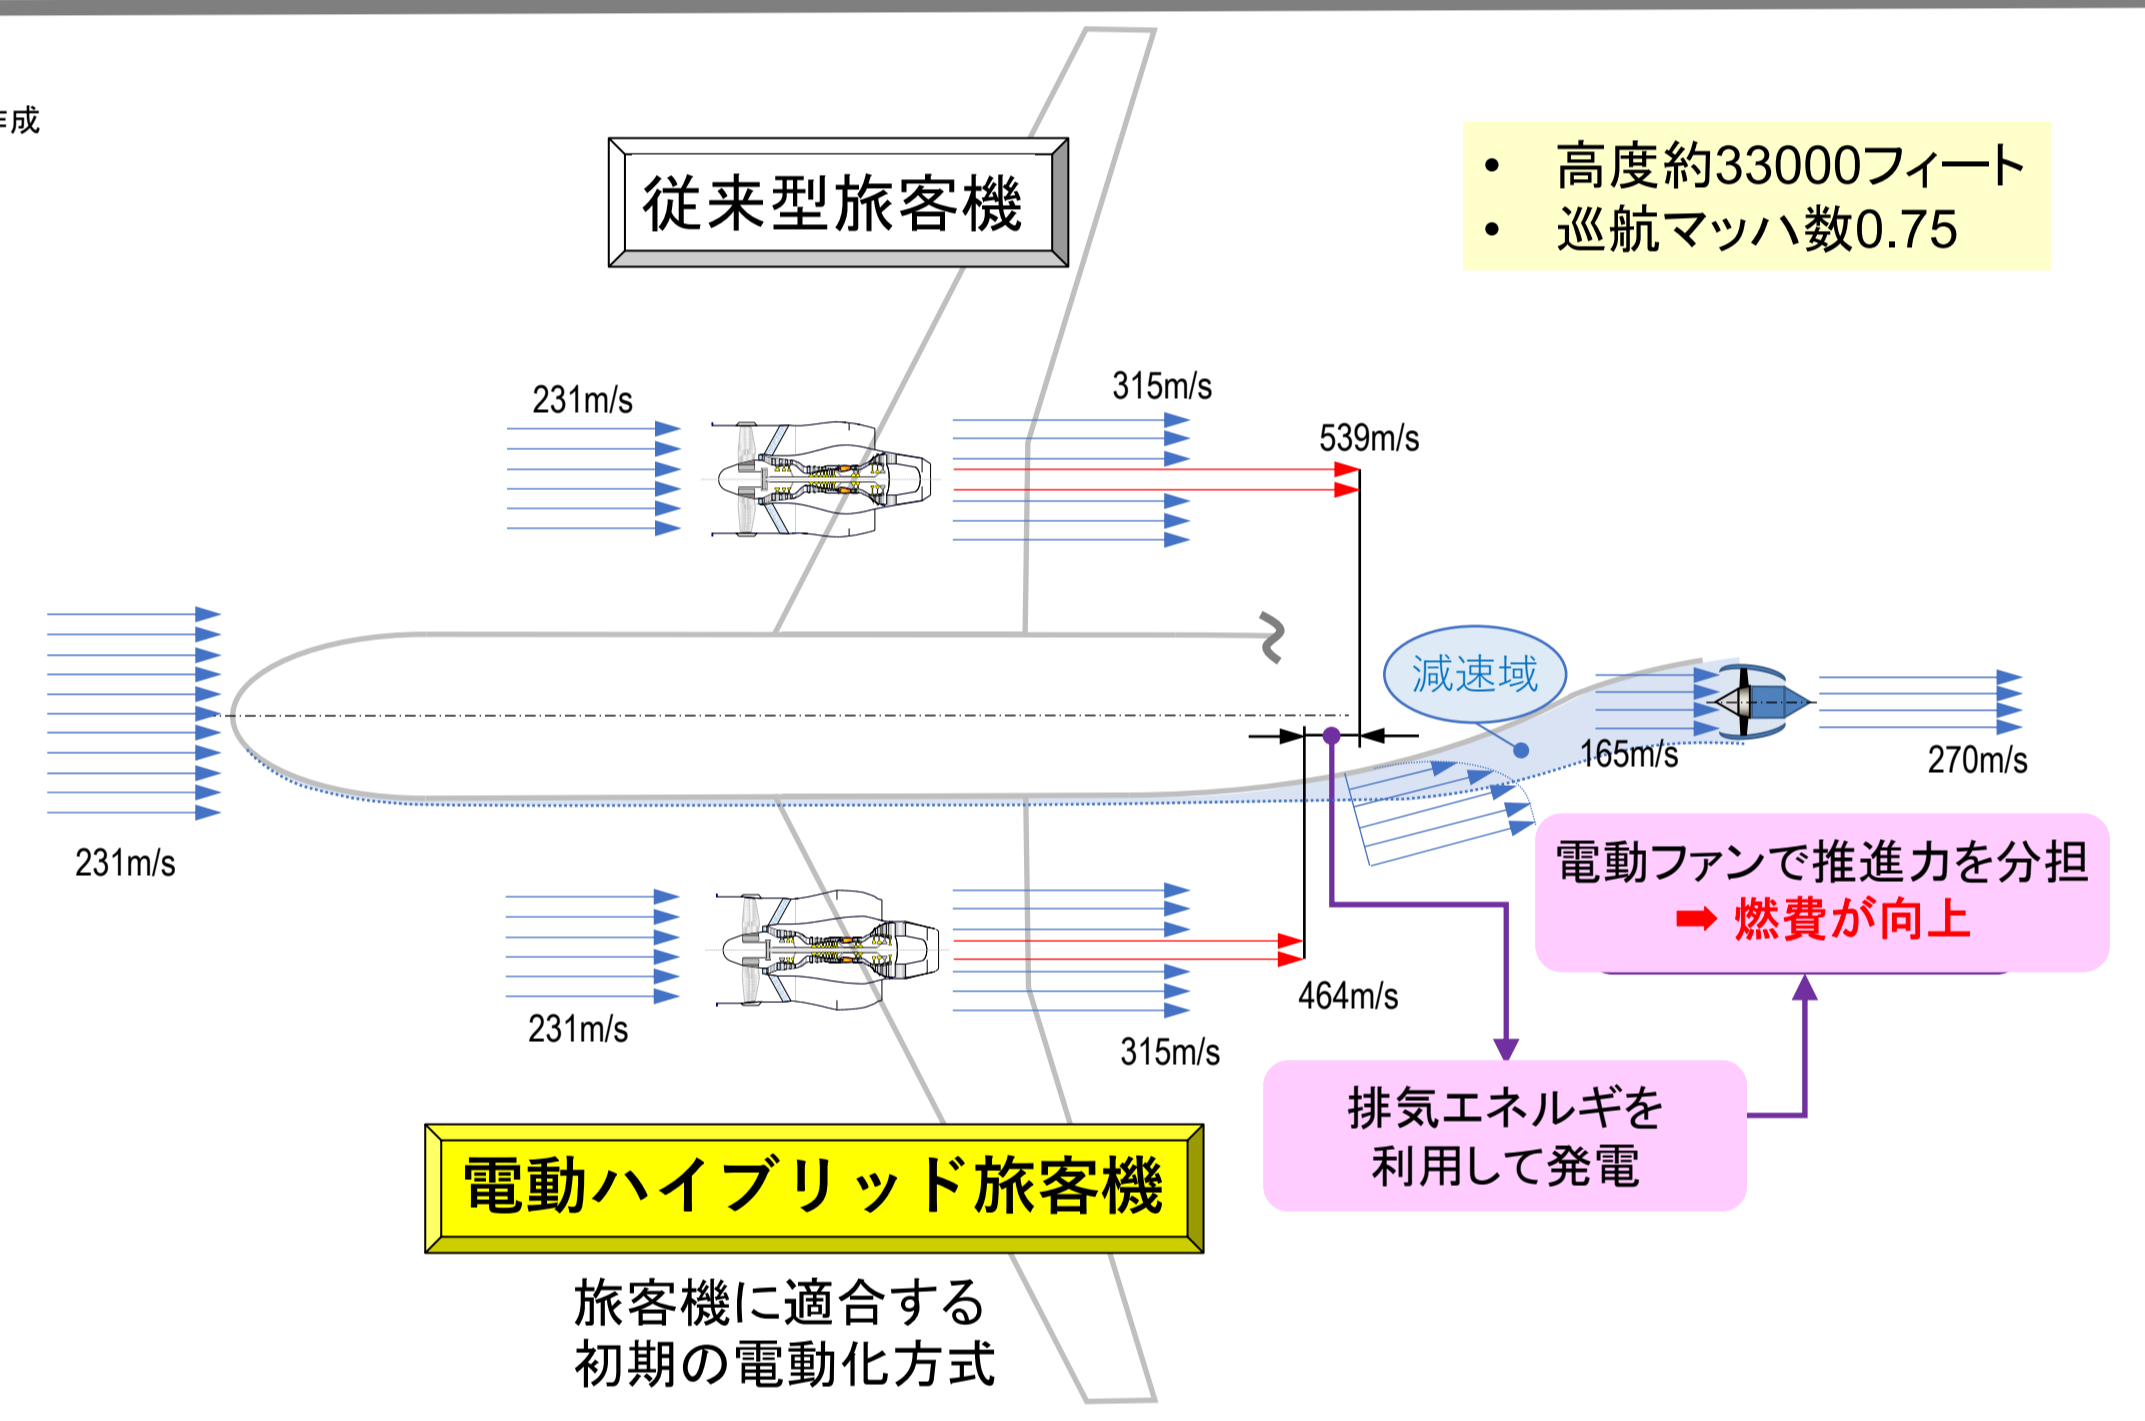 作成
従来型旅客機
• 高度約33000フィート
• 巡航マッハ数0.75
231m/s
315m/s
539m/s
減速域
165m/s
270m/s
231m/s
電動ファンで推進力を分担
➡ 燃費が向上
464m/s
231m/s
315m/s
排気エネルギを
利用して発電
電動ハイブリッド旅客機
旅客機に適合する
初期の電動化方式